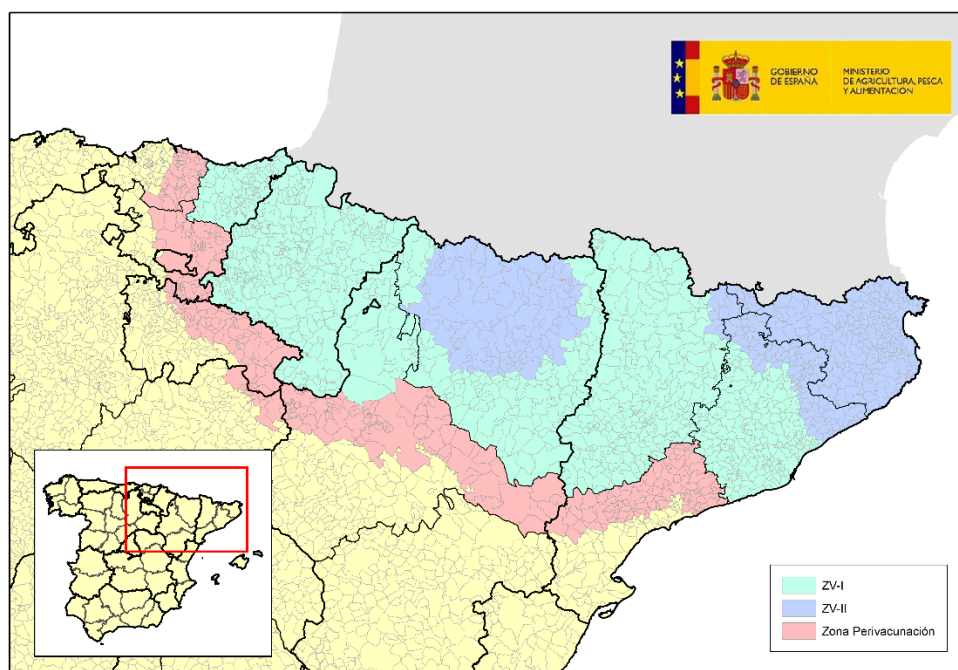 GOBIERNO
DE ESPAÑA
MINISTERIO
DE AGRICULTURA, PESCA
Y ALIMENTACIÓN
ZV-I
ZV-II
Zona Perivacunación